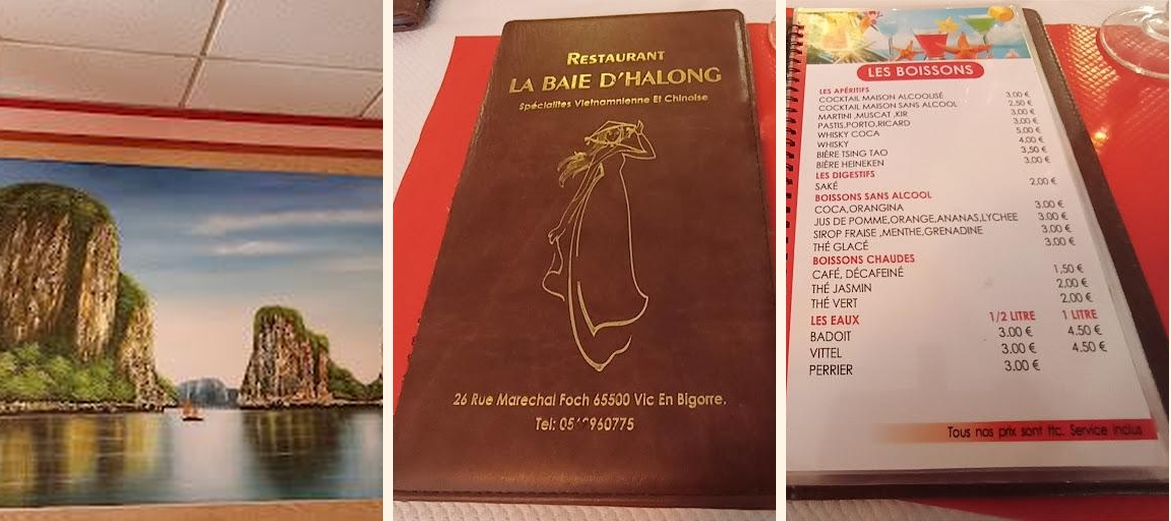 RESTAURANT
LA BAIE D'HALONG
Spécialites Vietnamnienne Et Chinoise
26 Rue Marechal Foch 65500 Vic En Bigorre.
Tel:
LES BOISSONS
LES APÉRITIFS
COCKTAIL MAISON ALCOOLISÉ 3,00 €
COCKTAIL MAISON SANS ALCOOL 2,50 €
MARTINI ,MUSCAT ,KIR 3,00 €
PASTIS,PORTO,RICARD 3,00 €
WHISKY COCA 5,00 €
WHISKY 4,00 €
BIÈRE TSING TAO 3,50 €
BIÈRE HEINEKEN 3,00 €
LES DIGESTIFS
SAKÉ 2,00 €
BOISSONS SANS ALCOOL
COCA,ORANGINA 3,00 €
JUS DE POMME,ORANGE,ANANAS,LYCHEE 3,00 €
SIROP FRAISE ,MENTHE,GRENADINE 3,00 €
THÉ GLACÉ 3,00 €
BOISSONS CHAUDES
CAFÉ, DÉCAFEINÉ 1,50 €
THÉ JASMIN 2,00 €
THÉ VERT 2,00 €
LES EAUX 1/2 LITRE 1 LITRE
BADOIT 3.00 € 4.50 €
VITTEL 3.00 € 4.50 €
PERRIER 3.00 €
Tous nos prix sont ttc. Service inclus